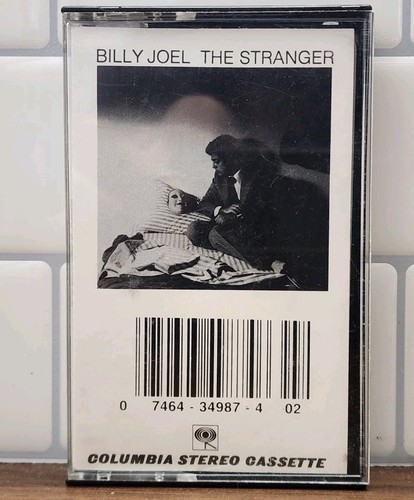 BILLY JOEL THE STRANGER
0 7464 - 34987 - 4 02
COLUMBIA STEREO CASSETTE